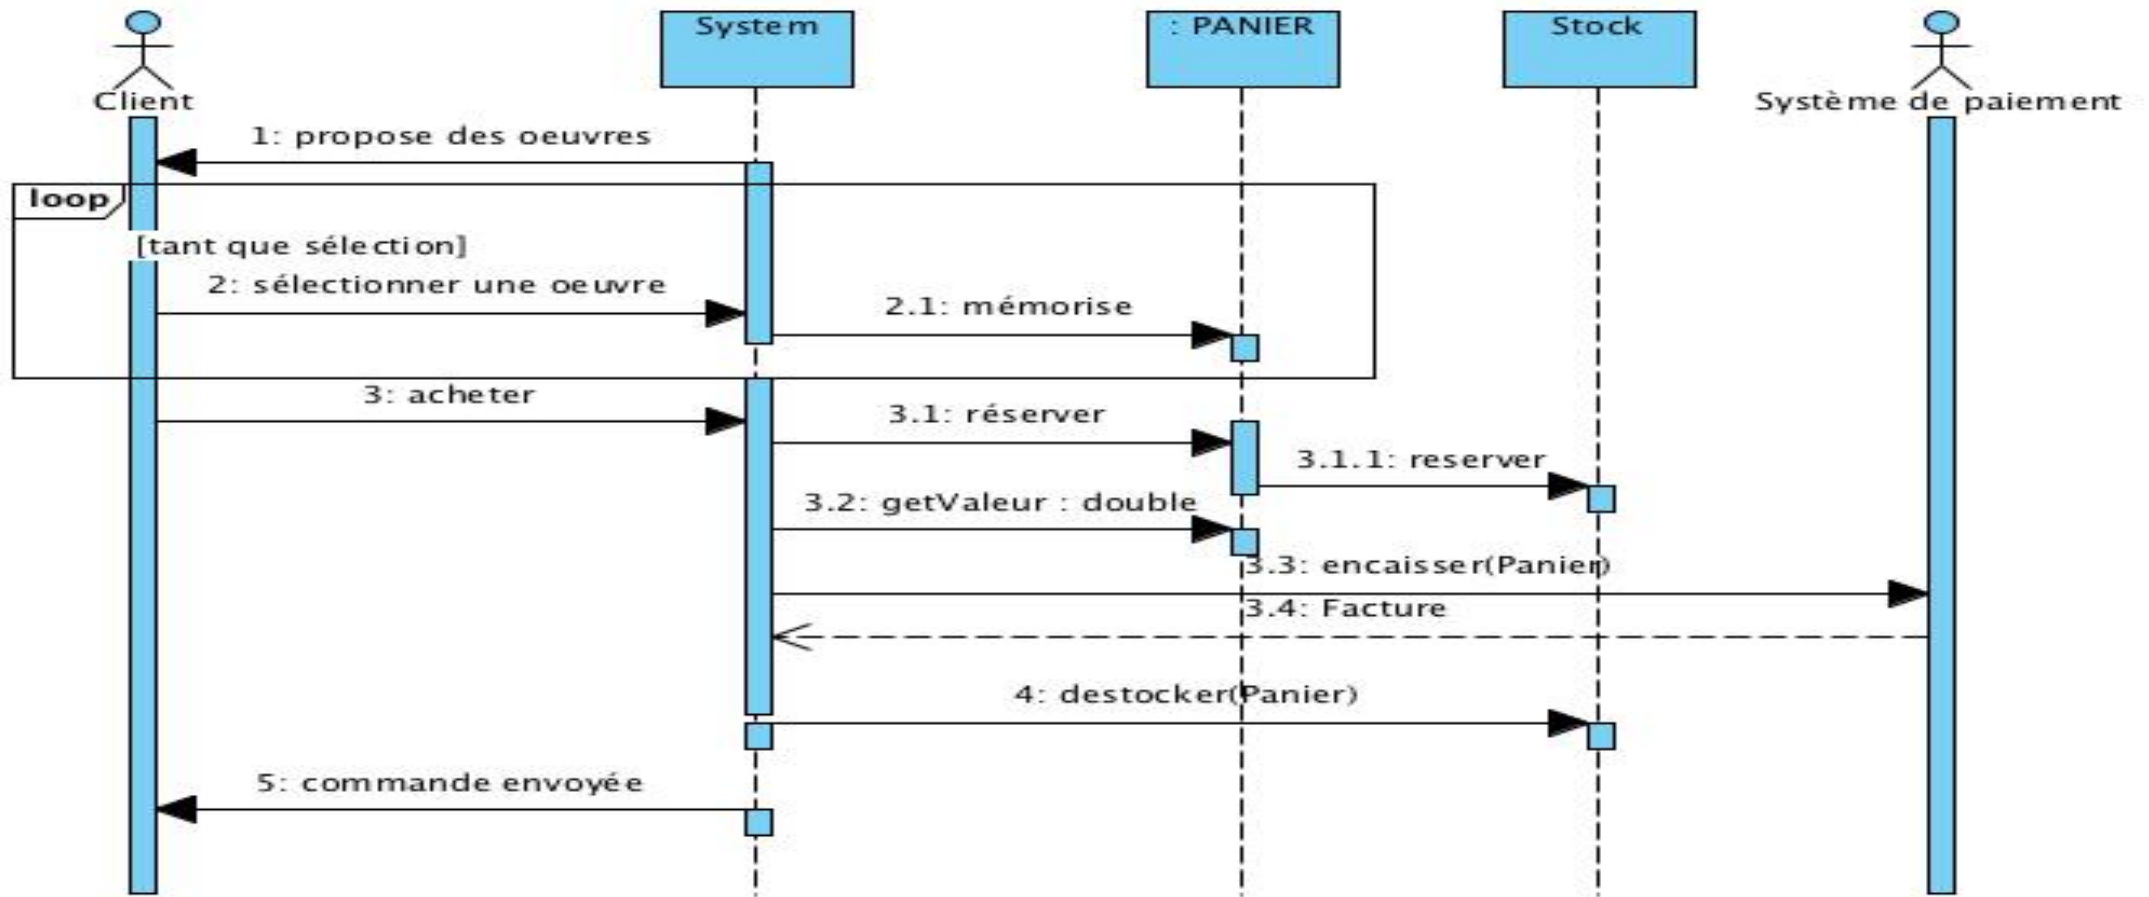 System
: PANIER
Stock
Client
Système de paiement
1: propose des oeuvres
loop
[tant que sélection]
2: sélectionner une oeuvre
2.1: mémorise
3: acheter
3.1: réserver
3.1.1: reserver
3.2: getValeur : double
3.3: encaisser(Panier)
3.4: Facture
4: destocker(Panier)
5: commande envoyée